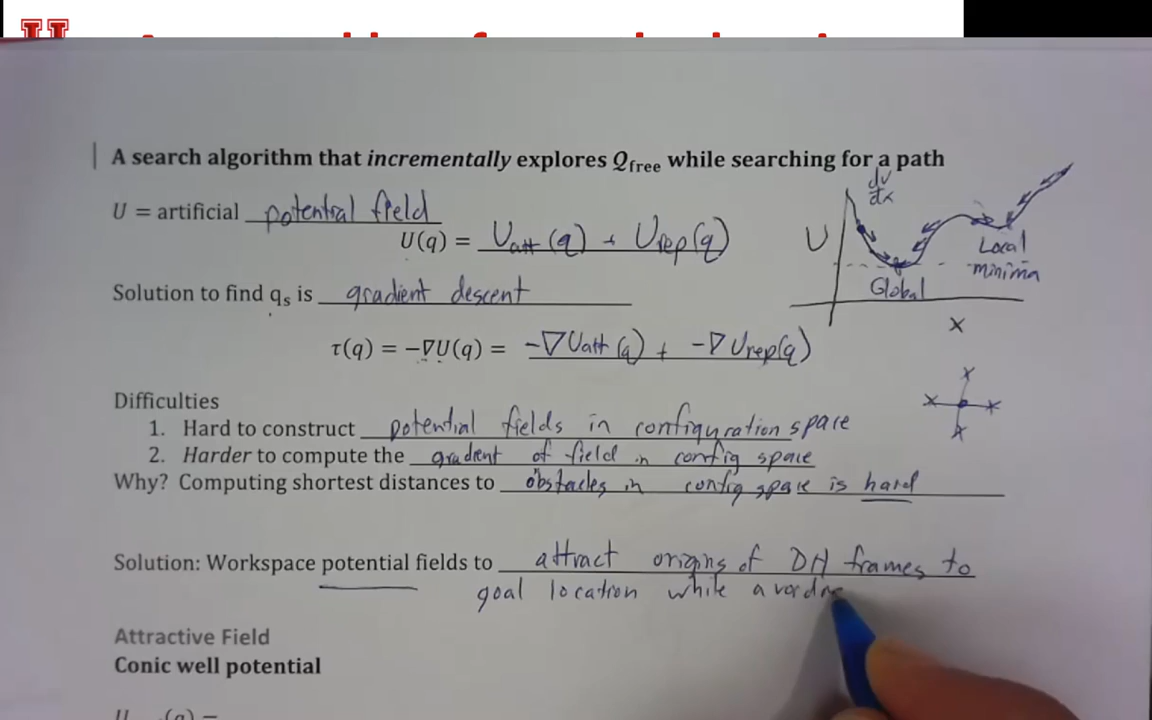 A search algorithm that incrementally explores Qfree while searching for a path
U = artificial potential field
U(q) = Uatt(q) + Urep(q)
dU
dx
U
Local
minima
Global
x
Solution to find qs is gradient descent
τ(q) = −∇U(q) = -∇Uatt(q) + -∇Urep(q)
Difficulties
1. Hard to construct potential fields in configuration space
2. Harder to compute the gradient of field in config space
Why? Computing shortest distances to obstacles in config space is hard
Solution: Workspace potential fields to attract origins of DH frames to
goal location while
Attractive Field
Conic well potential